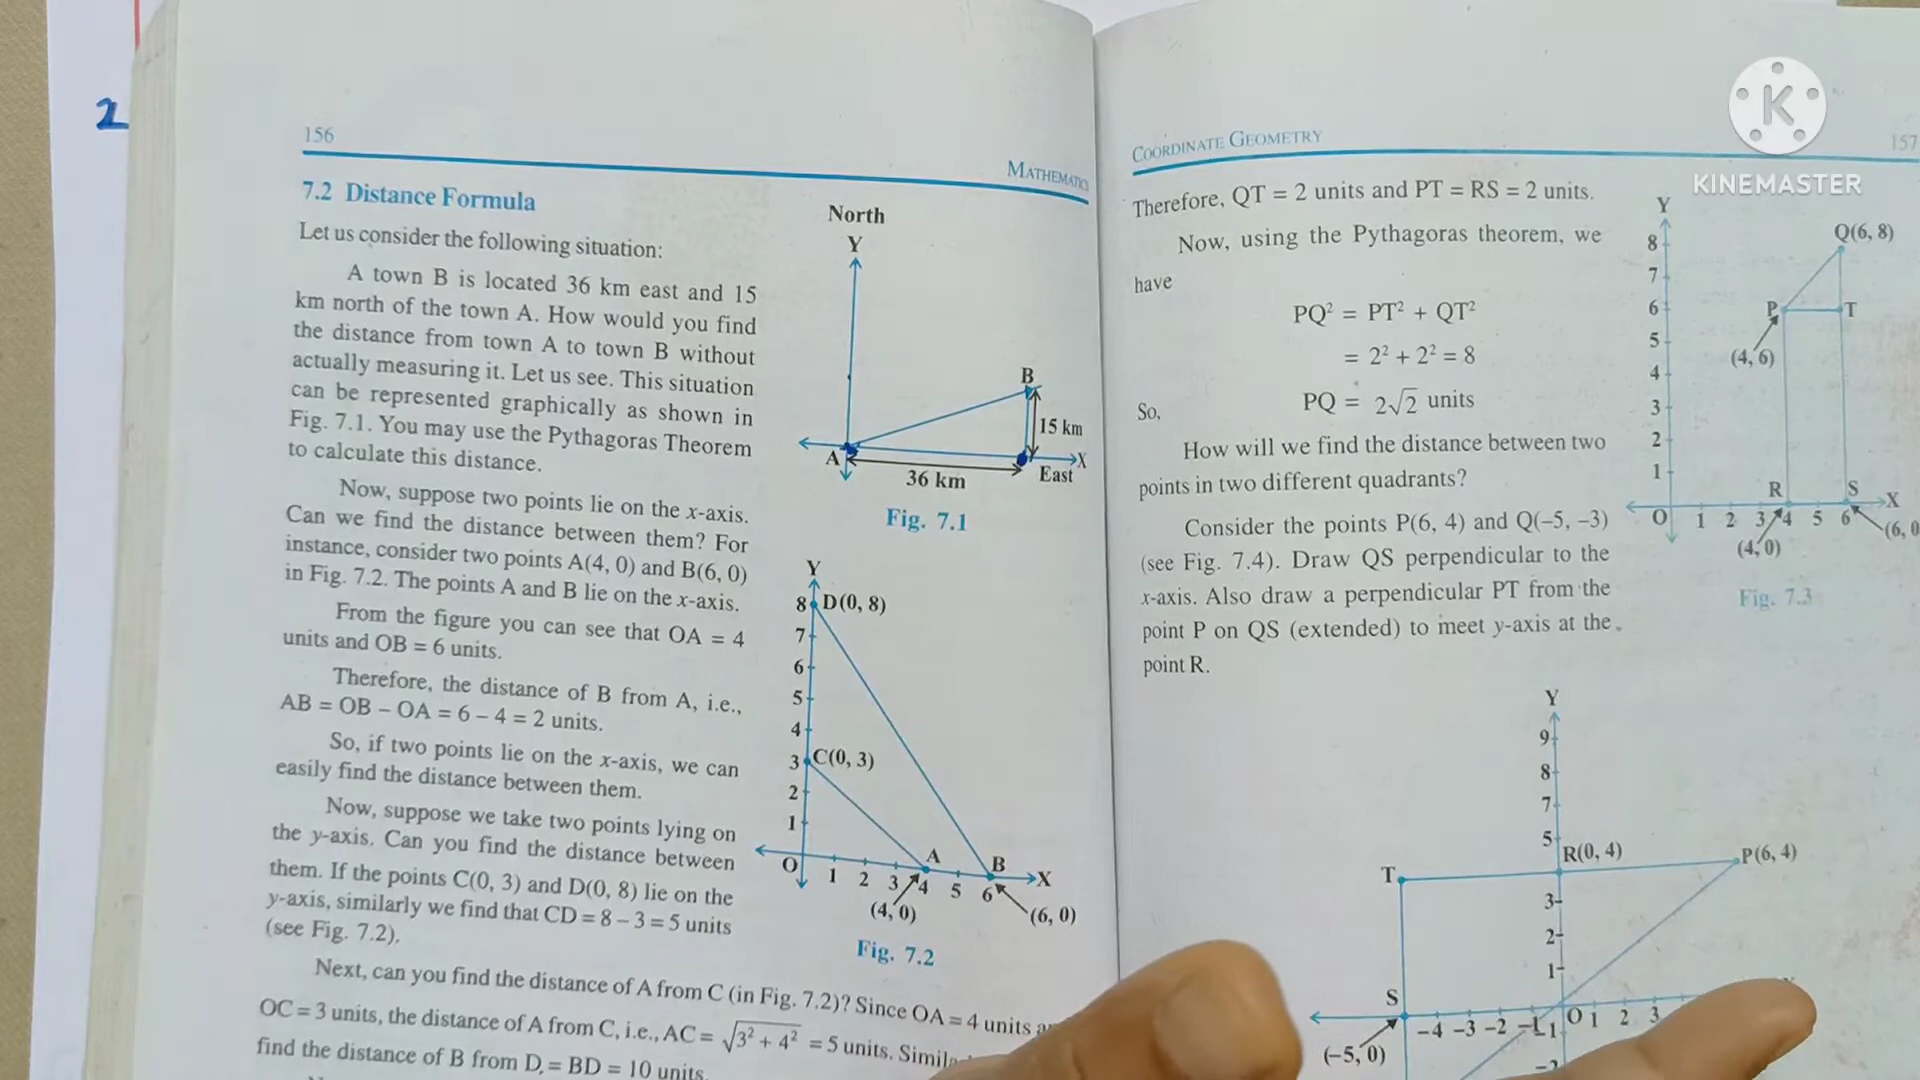 2
156
MATHEMATICS
7.2 Distance Formula
Let us consider the following situation:
A town B is located 36 km east and 15
km north of the town A. How would you find
the distance from town A to town B without
actually measuring it. Let us see. This situation
can be represented graphically as shown in
Fig. 7.1. You may use the Pythagoras Theorem
to calculate this distance.
Now, suppose two points lie on the x-axis.
Can we find the distance between them? For
instance, consider two points A(4, 0) and B(6, 0)
in Fig. 7.2. The points A and B lie on the x-axis.
From the figure you can see that OA = 4
units and OB = 6 units.
Therefore, the distance of B from A, i.e.,
AB = OB – OA = 6 – 4 = 2 units.
So, if two points lie on the x-axis, we can
easily find the distance between them.
Now, suppose we take two points lying on
the y-axis. Can you find the distance between
them. If the points C(0, 3) and D(0, 8) lie on the
y-axis, similarly we find that CD = 8 – 3 = 5 units
(see Fig. 7.2).
Next, can you find the distance of A from C (in Fig. 7.2)? Since OA = 4 units
OC = 3 units, the distance of A from C, i.e., AC = √3² + 4² = 5 units.
find the distance of B from D = BD = 10 units.
North
Y
B
15 km
A
X
36 km
East
Fig. 7.1
Y
8 D(0, 8)
7
6
5
4
3 C(0, 3)
2
1
A B
O 1 2 3 4 5 6 X
(4, 0) (6, 0)
Fig. 7.2
COORDINATE GEOMETRY
157
KINEMASTER
Therefore, QT = 2 units and PT = RS = 2 units.
Now, using the Pythagoras theorem, we
have
PQ² = PT² + QT²
= 2² + 2² = 8
So, PQ = 2√2 units
How will we find the distance between two
points in two different quadrants?
Consider the points P(6, 4) and Q(–5, –3)
(see Fig. 7.4). Draw QS perpendicular to the
x-axis. Also draw a perpendicular PT from the
point P on QS (extended) to meet y-axis at the
point R.
Y
8 Q(6, 8)
7
6 P T
5 (4, 6)
4
3
2
1
R S
O 1 2 3 4 5 6 X
(4, 0) (6, 0
Fig. 7.3
Y
9
8
7
5
T R(0, 4) P(6, 4)
3
2
1
S
–4 –3 –2 –1 O 1 2 3
(–5, 0)
K